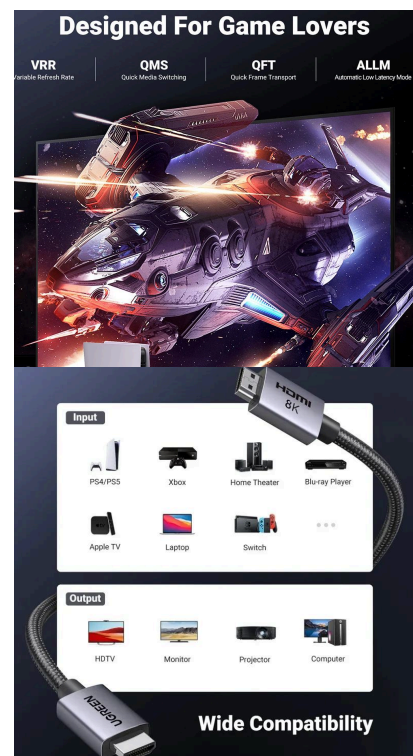 Designed For Game Lovers
VRR
Variable Refresh Rate
QMS
Quick Media Switching
QFT
Quick Frame Transport
ALLM
Automatic Low Latency Mode
HDMI
8K
Input
PS4/PS5
Xbox
Home Theater
Blu-ray Player
Apple TV
Laptop
Switch
Output
HDTV
Monitor
Projector
Computer
UGREEN
Wide Compatibility